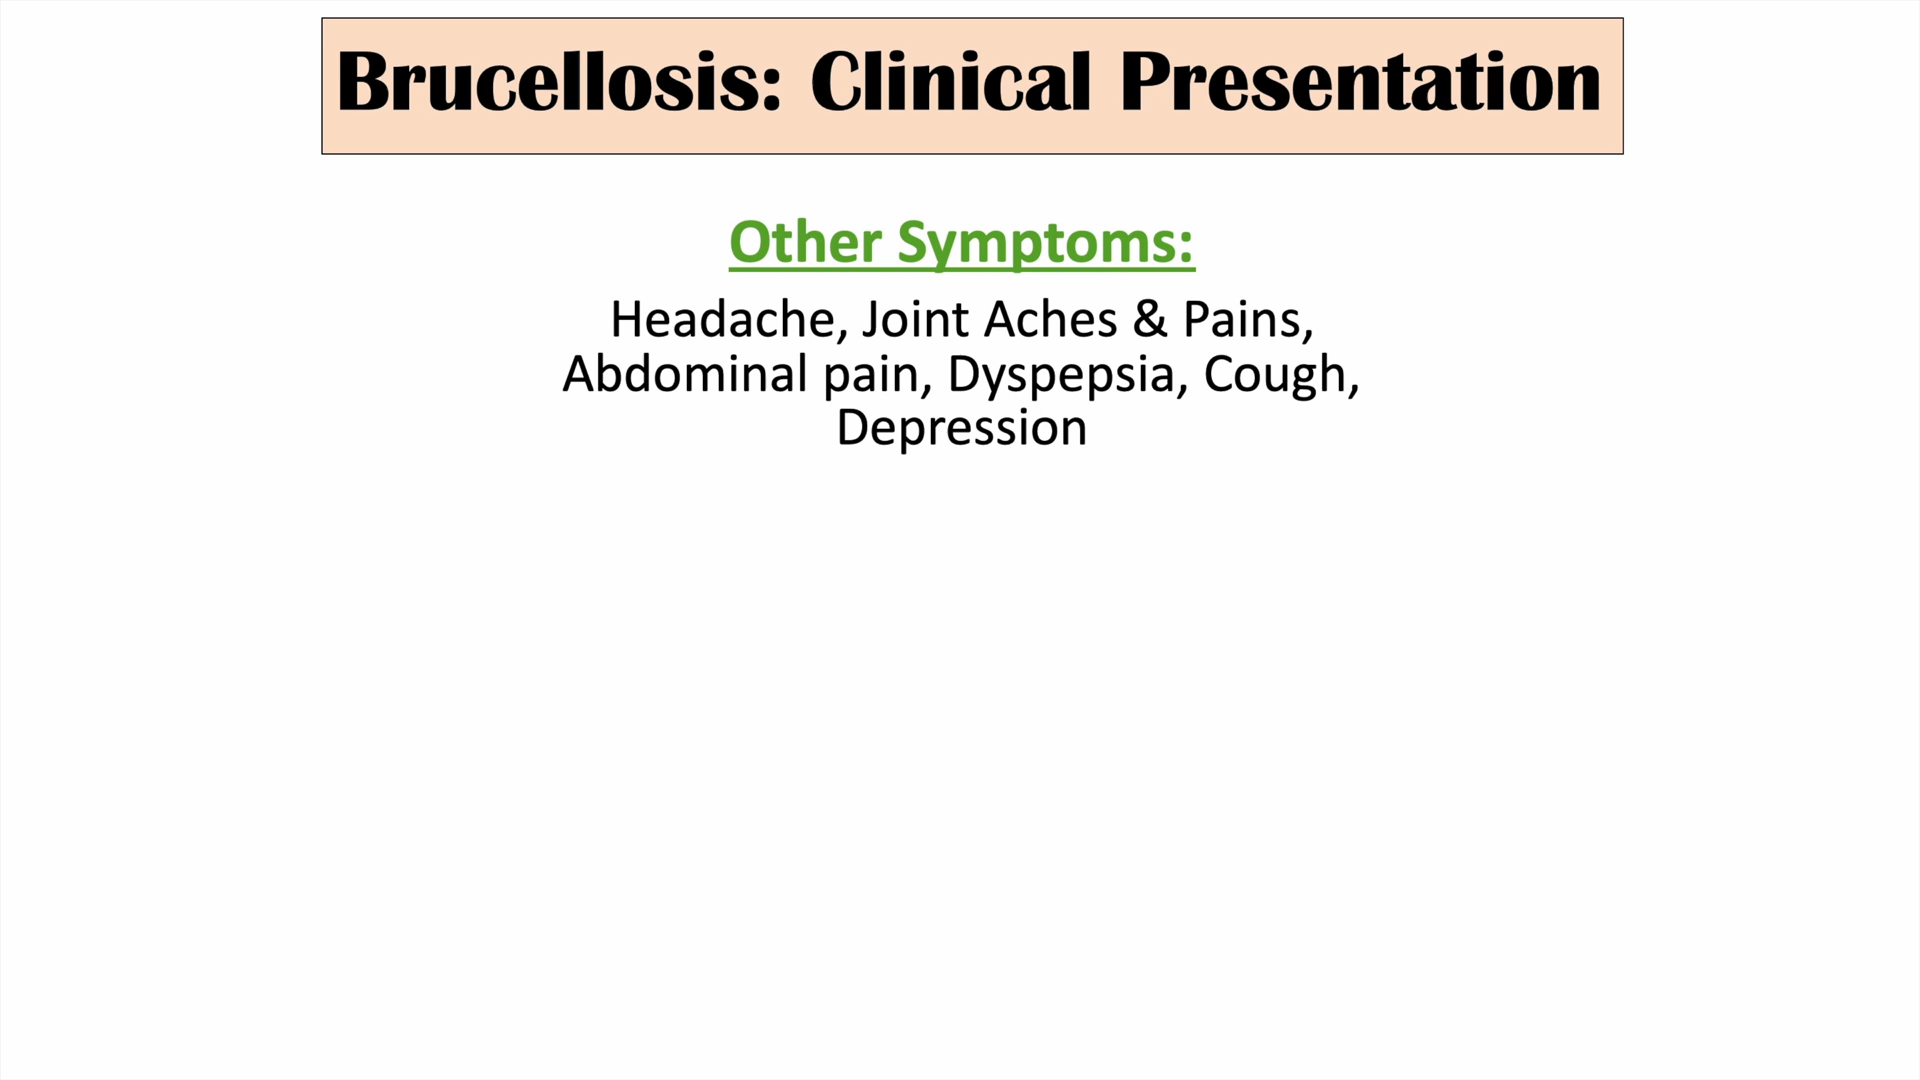 Brucellosis: Clinical Presentation
Other Symptoms:
Headache, Joint Aches & Pains,
Abdominal pain, Dyspepsia, Cough,
Depression